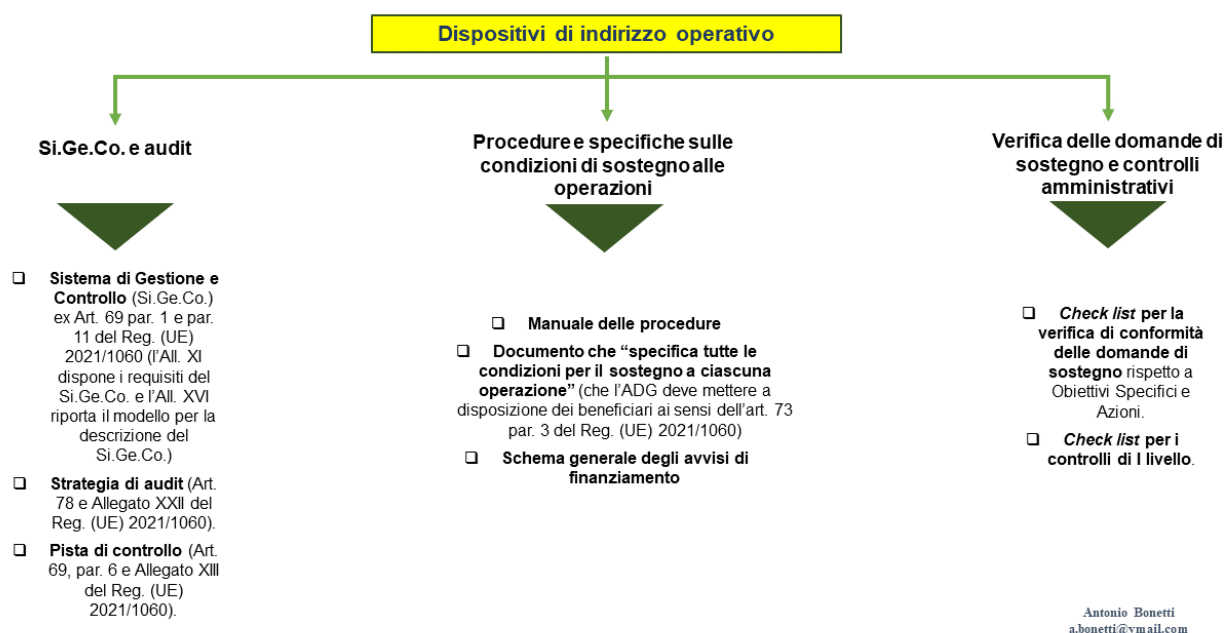 Dispositivi di indirizzo operativo
Si.Ge.Co. e audit
❑ Sistema di Gestione e
Controllo (Si.Ge.Co.)
ex Art. 69 par. 1 e par.
11 del Reg. (UE)
2021/1060 (l’All. XI
dispone i requisiti del
Si.Ge.Co. e l’All. XVI
riporta il modello per la
descrizione del
Si.Ge.Co.)
❑ Strategia di audit (Art.
78 e Allegato XXII del
Reg. (UE) 2021/1060).
❑ Pista di controllo (Art.
69, par. 6 e Allegato XIII
del Reg. (UE)
2021/1060).
Procedure e specifiche sulle
condizioni di sostegno alle
operazioni
❑ Manuale delle procedure
❑ Documento che “specifica tutte le
condizioni per il sostegno a ciascuna
operazione” (che l’ADG deve mettere a
disposizione dei beneficiari ai sensi dell’art. 73
par. 3 del Reg. (UE) 2021/1060)
❑ Schema generale degli avvisi di
finanziamento
Verifica delle domande di
sostegno e controlli
amministrativi
❑ Check list per la
verifica di conformità
delle domande di
sostegno rispetto a
Obiettivi Specifici e
Azioni.
❑ Check list per i
controlli di I livello.
Antonio Bonetti
a.bonetti@ymail.com